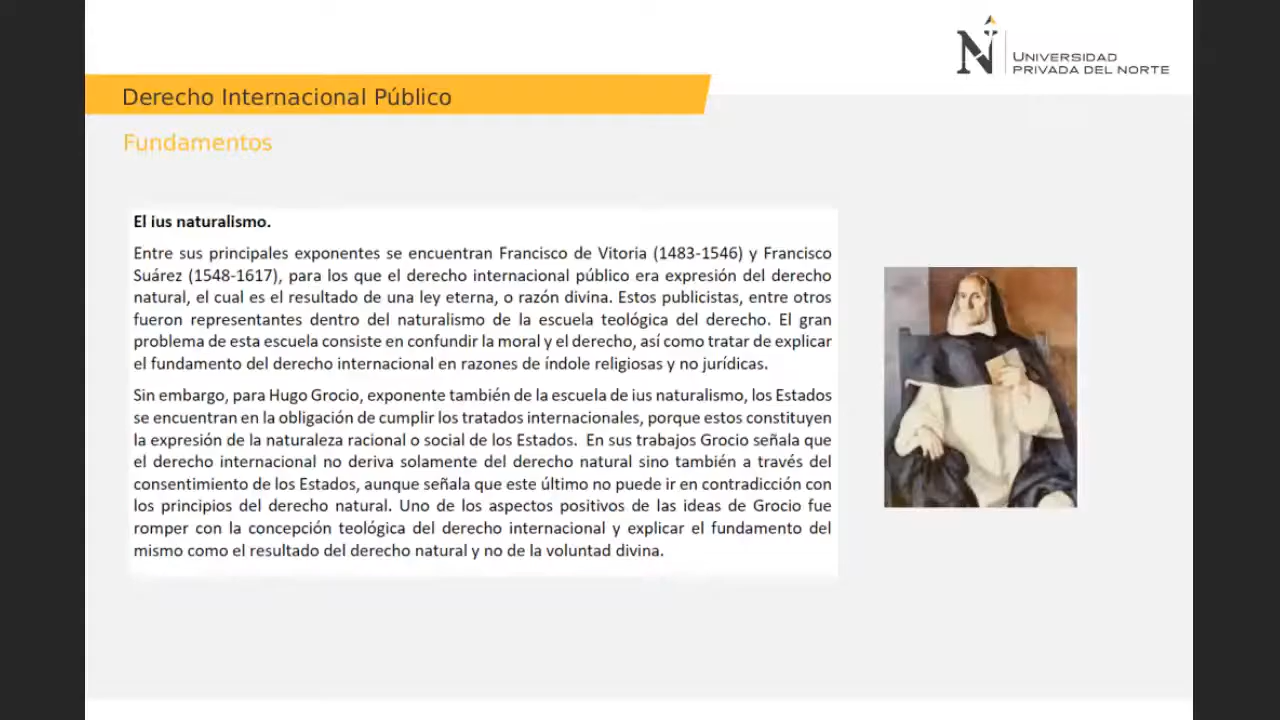 UNIVERSIDAD
PRIVADA DEL NORTE
Derecho Internacional Público
Fundamentos
El ius naturalismo.
Entre sus principales exponentes se encuentran Francisco de Vitoria (1483-1546) y Francisco
Suárez (1548-1617), para los que el derecho internacional público era expresión del derecho
natural, el cual es el resultado de una ley eterna, o razón divina. Estos publicistas, entre otros
fueron representantes dentro del naturalismo de la escuela teológica del derecho. El gran
problema de esta escuela consiste en confundir la moral y el derecho, así como tratar de explicar
el fundamento del derecho internacional en razones de índole religiosas y no jurídicas.
Sin embargo, para Hugo Grocio, exponente también de la escuela de ius naturalismo, los Estados
se encuentran en la obligación de cumplir los tratados internacionales, porque estos constituyen
la expresión de la naturaleza racional o social de los Estados. En sus trabajos Grocio señala que
el derecho internacional no deriva solamente del derecho natural sino también a través del
consentimiento de los Estados, aunque señala que este último no puede ir en contradicción con
los principios del derecho natural. Uno de los aspectos positivos de las ideas de Grocio fue
romper con la concepción teológica del derecho internacional y explicar el fundamento del
mismo como el resultado del derecho natural y no de la voluntad divina.